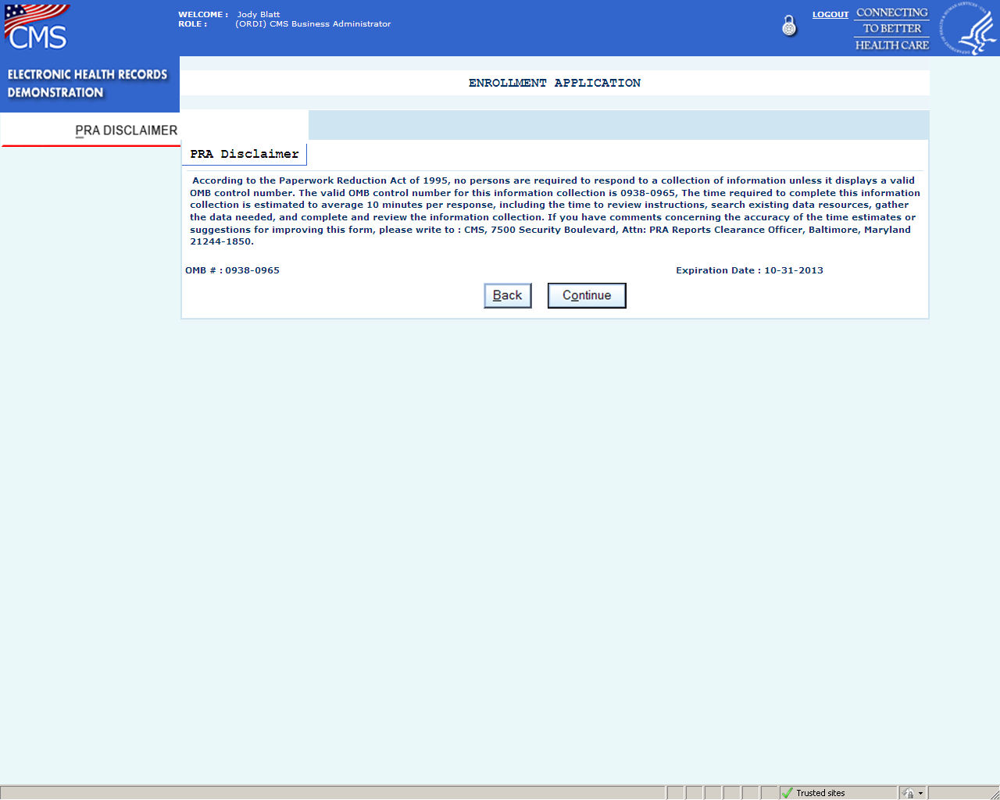 CMS
WELCOME : Jody Blatt
ROLE : (ORDI) CMS Business Administrator
LOGOUT
CONNECTING
TO BETTER
HEALTH CARE
ELECTRONIC HEALTH RECORDS
DEMONSTRATION
ENROLLMENT APPLICATION
PRA DISCLAIMER
PRA Disclaimer
According to the Paperwork Reduction Act of 1995, no persons are required to respond to a collection of information unless it displays a valid
OMB control number. The valid OMB control number for this information collection is 0938-0965, The time required to complete this information
collection is estimated to average 10 minutes per response, including the time to review instructions, search existing data resources, gather
the data needed, and complete and review the information collection. If you have comments concerning the accuracy of the time estimates or
suggestions for improving this form, please write to : CMS, 7500 Security Boulevard, Attn: PRA Reports Clearance Officer, Baltimore, Maryland
21244-1850.
OMB # : 0938-0965 Expiration Date : 10-31-2013
Back Continue
Trusted sites